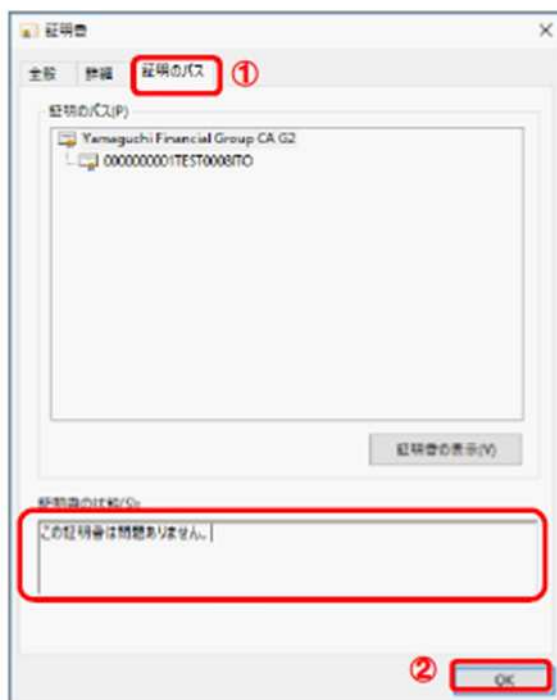 証明書
全般 詳細 証明のパス ①
証明のパス(P)
Yamaguchi Financial Group CA G2
0000000001TEST0008ITO
証明書の表示(V)
証明書の状態(S):
この証明書は問題ありません。
② OK